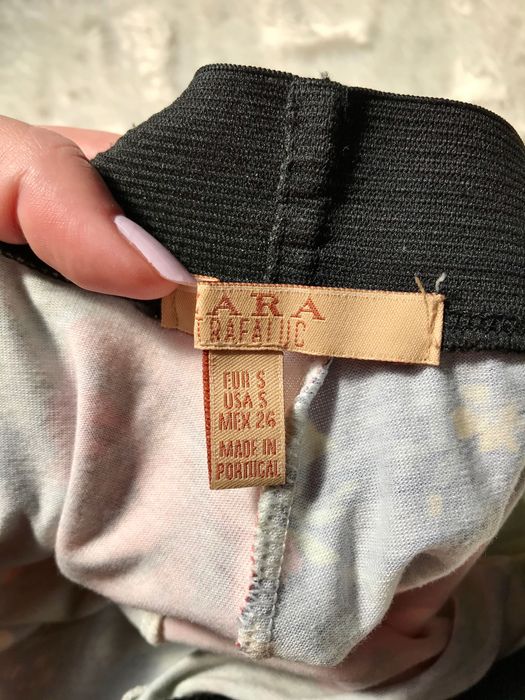 ARA
RAFALUC
EUR S
USA S
MEX 26
MADE IN
PORTUGAL